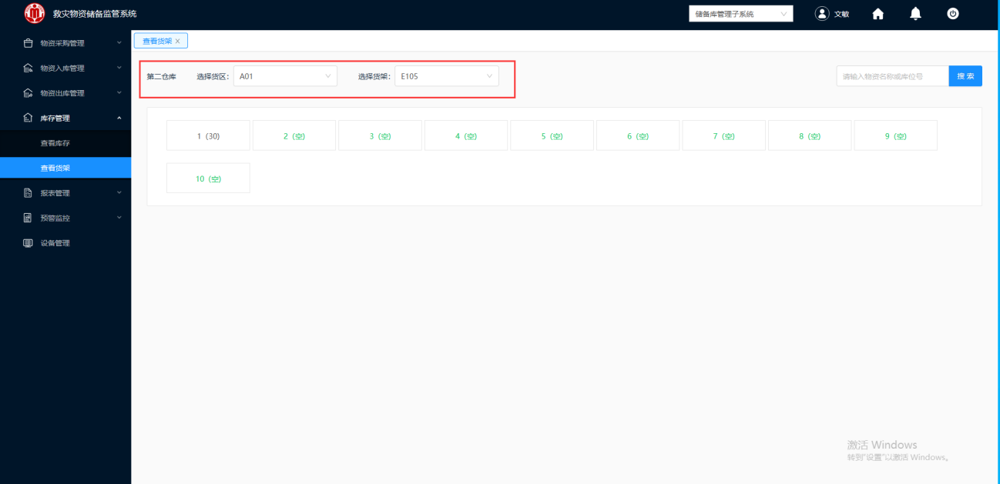 救灾物资储备监管系统
储备库管理子系统
文敏
物资采购管理
物资入库管理
物资出库管理
库存管理
查看库存
查看货架
报表管理
预警监控
设备管理
查看货架 ×
第二仓库 选择货区: A01 选择货架: E105
请输入物资名称或库位号 搜 索
1 (30) 2 (空) 3 (空) 4 (空) 5 (空) 6 (空) 7 (空) 8 (空) 9 (空)
10 (空)
激活 Windows
转到"设置"以激活 Windows。